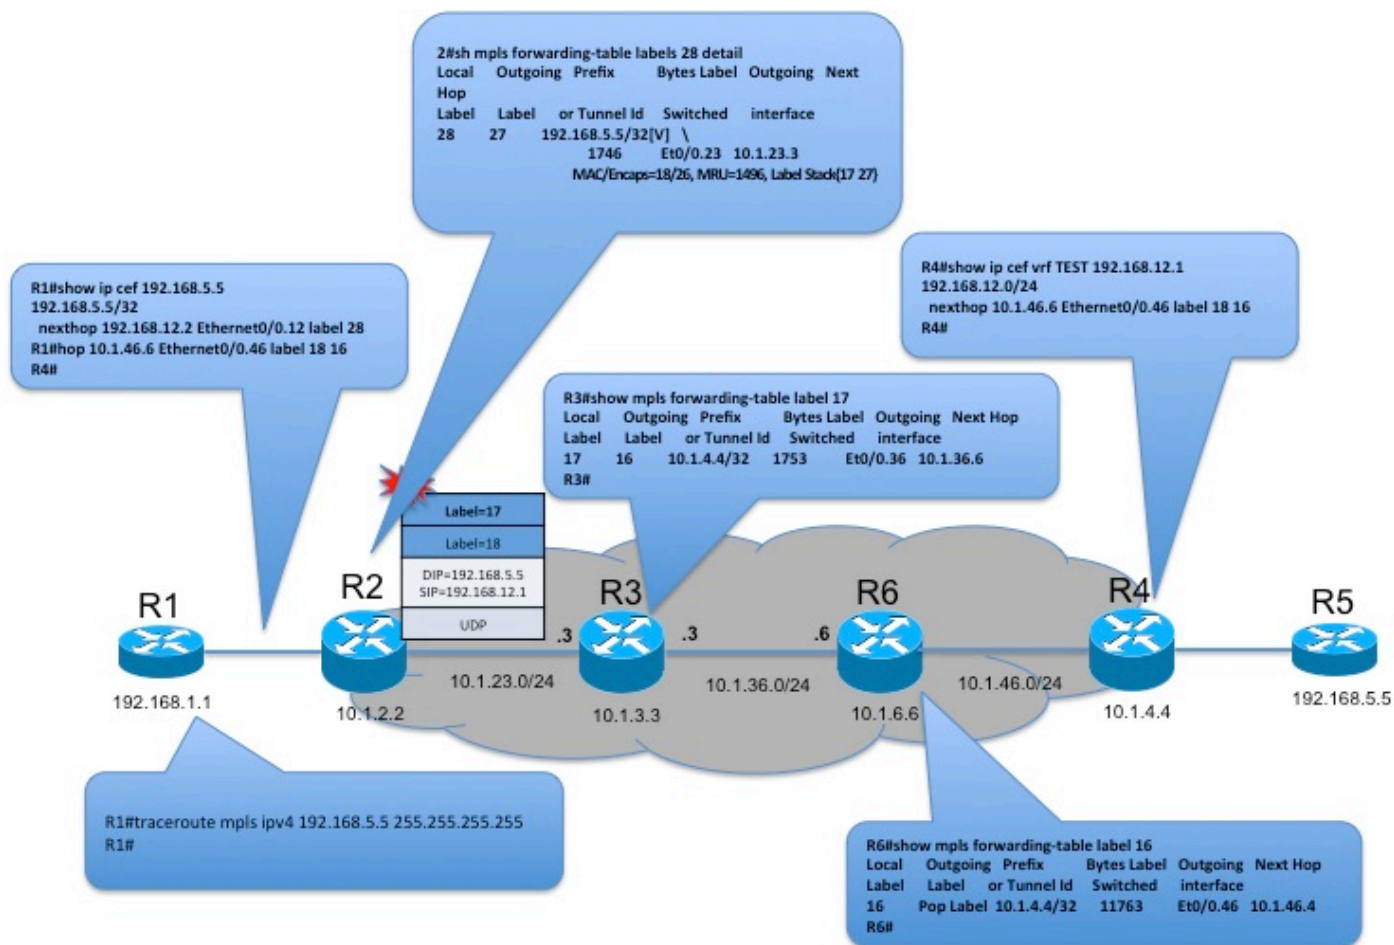 2#sh mpls forwarding-table labels 28 detail
Local Outgoing Prefix Bytes Label Outgoing Next
Hop
Label Label or Tunnel Id Switched interface
28 27 192.168.5.5/32[V] \
1746 Et0/0.23 10.1.23.3
MAC/Encaps=18/26, MRU=1496, Label Stack{17 27}
R1#show ip cef 192.168.5.5
192.168.5.5/32
nexthop 192.168.12.2 Ethernet0/0.12 label 28
R1#hop 10.1.46.6 Ethernet0/0.46 label 18 16
R4#
R4#show ip cef vrf TEST 192.168.12.1
192.168.12.0/24
nexthop 10.1.46.6 Ethernet0/0.46 label 18 16
R4#
R3#show mpls forwarding-table label 17
Local Outgoing Prefix Bytes Label Outgoing Next Hop
Label Label or Tunnel Id Switched interface
17 16 10.1.4.4/32 1753 Et0/0.36 10.1.36.6
R3#
Label=17
Label=18
DIP=192.168.5.5
SIP=192.168.12.1
UDP
R1
R2
R3
R6
R4
R5
.3
.3
.6
192.168.1.1
10.1.23.0/24
10.1.36.0/24
10.1.46.0/24
192.168.5.5
10.1.2.2
10.1.3.3
10.1.6.6
10.1.4.4
R1#traceroute mpls ipv4 192.168.5.5 255.255.255.255
R1#
R6#show mpls forwarding-table label 16
Local Outgoing Prefix Bytes Label Outgoing Next Hop
Label Label or Tunnel Id Switched interface
16 Pop Label 10.1.4.4/32 11763 Et0/0.46 10.1.46.4
R6#